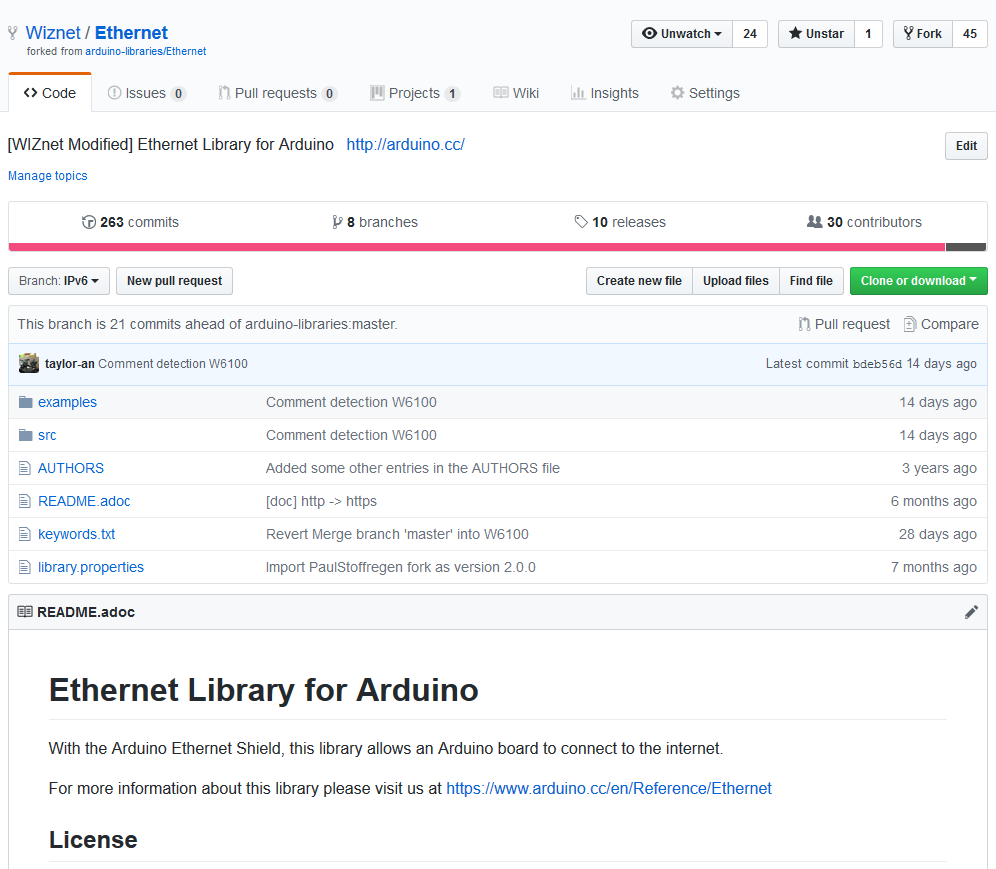 Wiznet / Ethernet Unwatch 24 Unstar 1 Fork 45
forked from arduino-libraries/Ethernet
Code Issues 0 Pull requests 0 Projects 1 Wiki Insights Settings
[WIZnet Modified] Ethernet Library for Arduino http://arduino.cc/ Edit
Manage topics
263 commits 8 branches 10 releases 30 contributors
Branch: IPv6 New pull request Create new file Upload files Find file Clone or download
This branch is 21 commits ahead of arduino-libraries:master. Pull request Compare
taylor-an Comment detection W6100 Latest commit bdeb56d 14 days ago
examples Comment detection W6100 14 days ago
src Comment detection W6100 14 days ago
AUTHORS Added some other entries in the AUTHORS file 3 years ago
README.adoc [doc] http -> https 6 months ago
keywords.txt Revert Merge branch 'master' into W6100 28 days ago
library.properties Import PaulStoffregen fork as version 2.0.0 7 months ago
README.adoc
Ethernet Library for Arduino
With the Arduino Ethernet Shield, this library allows an Arduino board to connect to the internet.
For more information about this library please visit us at https://www.arduino.cc/en/Reference/Ethernet
License